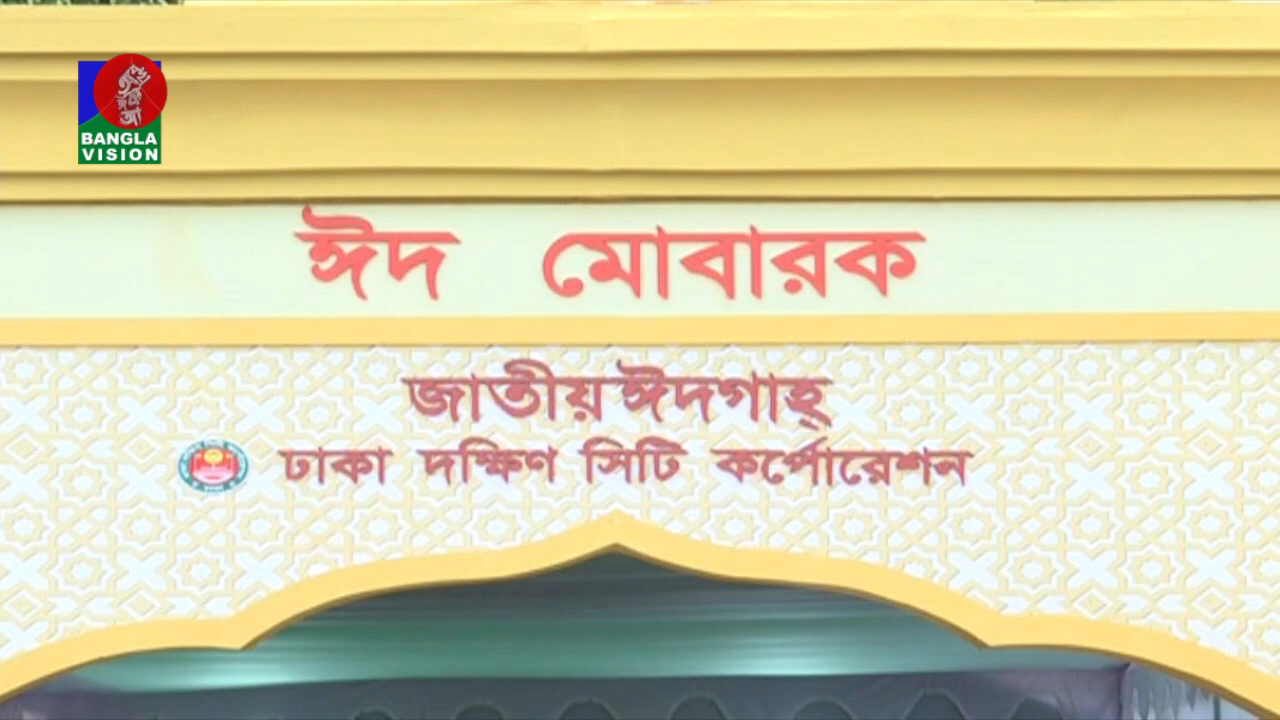 BANGLA
VISION
ঈদ মোবারক
জাতীয় ঈদগাহ্
ঢাকা দক্ষিণ সিটি কর্পোরেশন